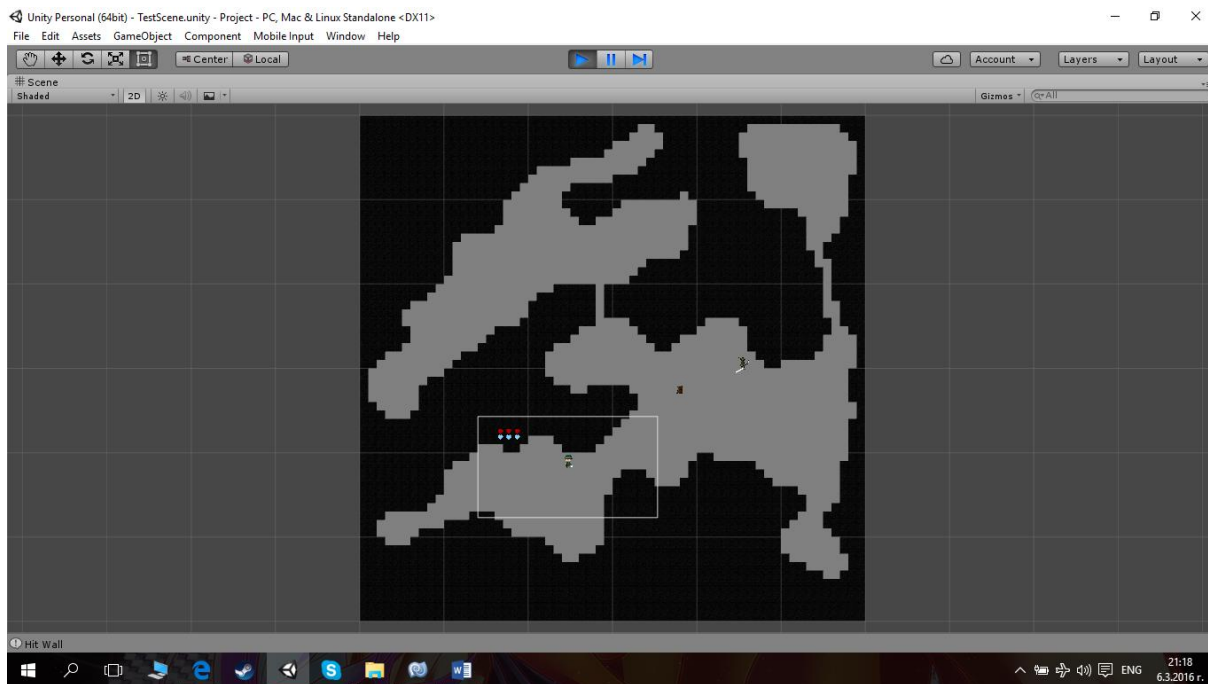 Unity Personal (64bit) - TestScene.unity - Project - PC, Mac & Linux Standalone <DX11>
File Edit Assets GameObject Component Mobile Input Window Help
Center Local Account Layers Layout
Scene
Shaded 2D Gizmos All
Hit Wall
ENG 21:18
6.3.2016 г.